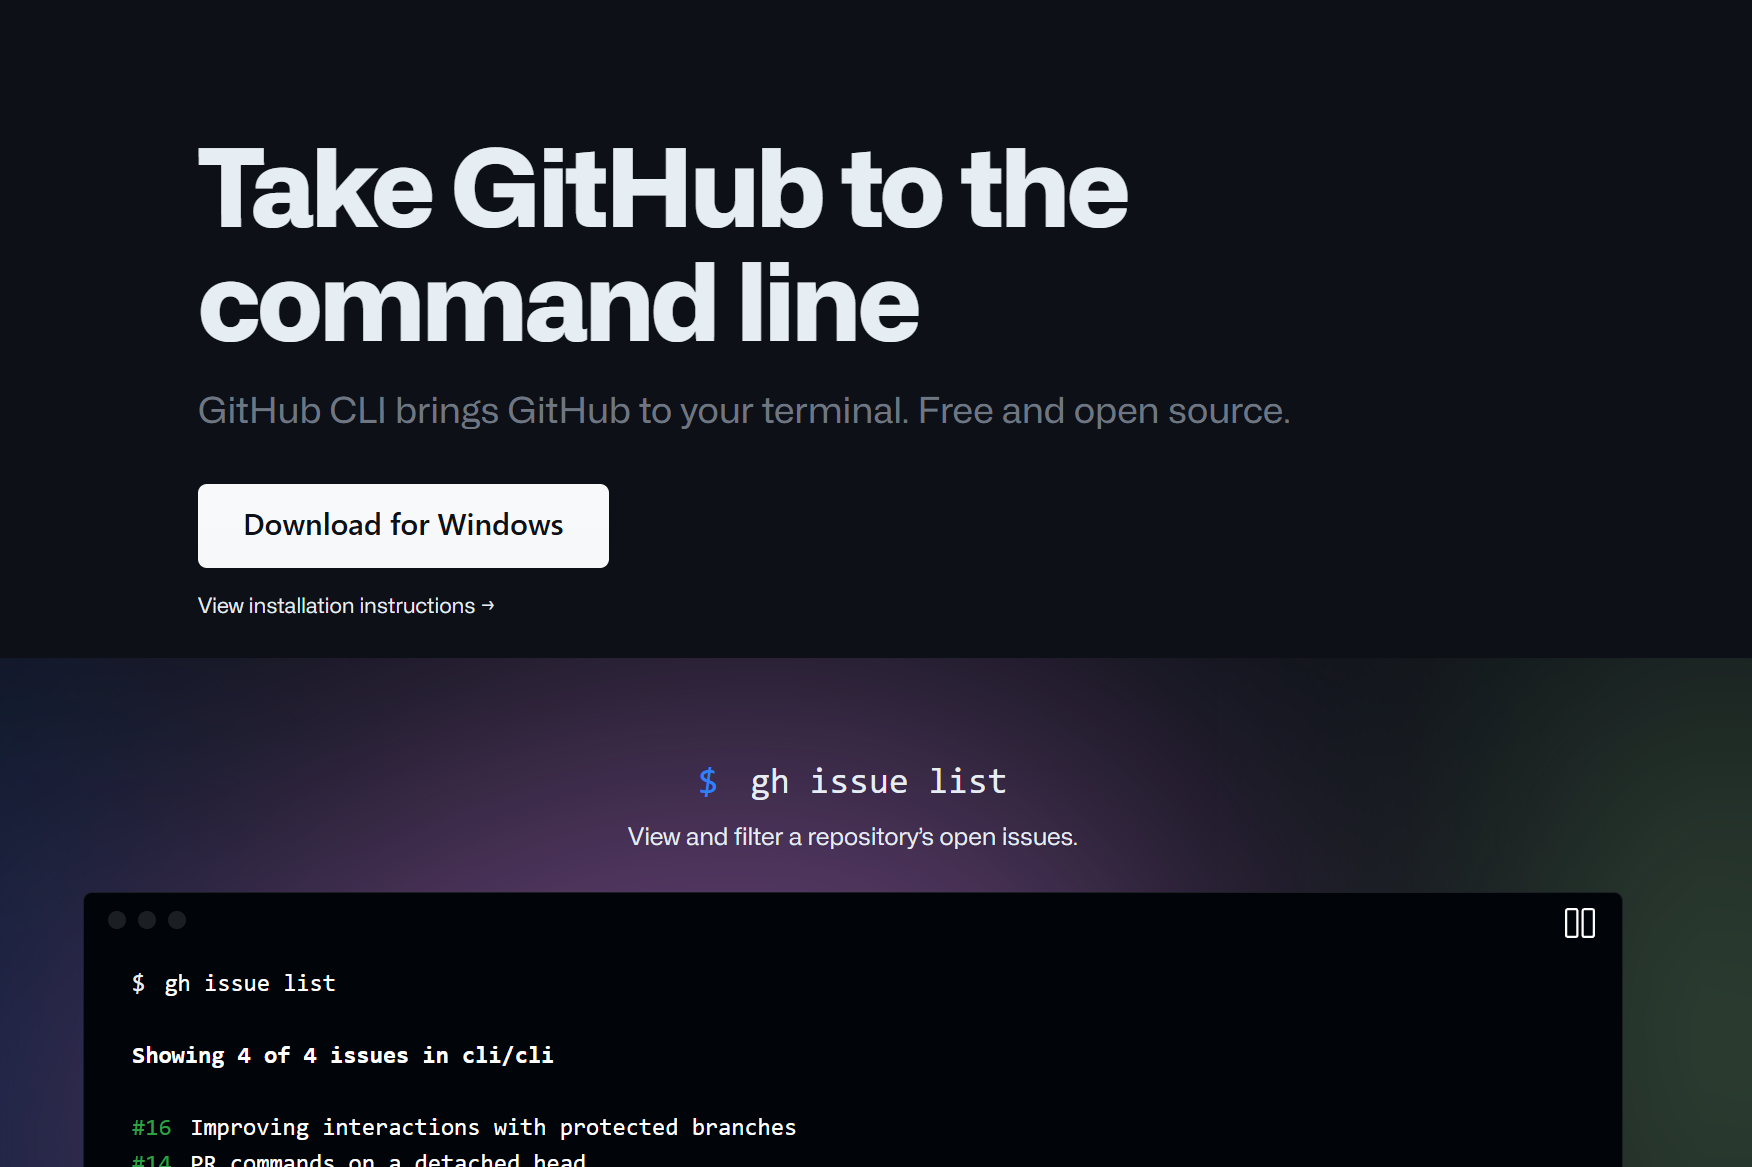 Take GitHub to the
command line
GitHub CLI brings GitHub to your terminal. Free and open source.
Download for Windows
View installation instructions →
$ gh issue list
View and filter a repository’s open issues.
$ gh issue list
Showing 4 of 4 issues in cli/cli
#16 Improving interactions with protected branches
#14 PR commands on a detached head